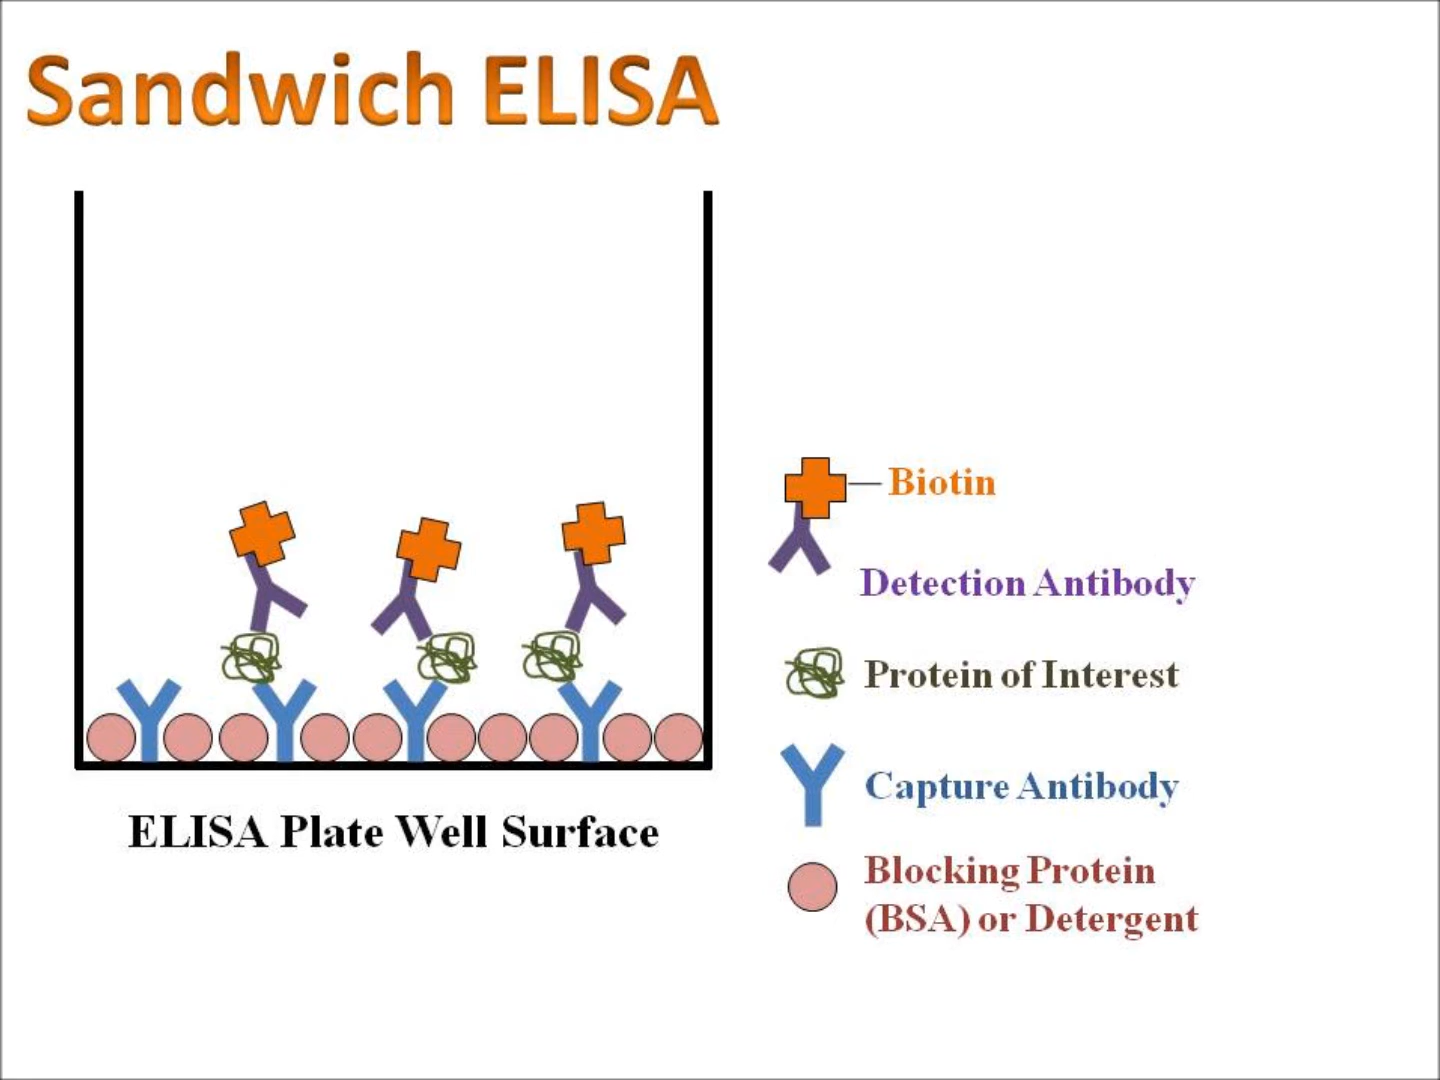 Sandwich ELISA
Biotin
Detection Antibody
Protein of Interest
Capture Antibody
Blocking Protein
(BSA) or Detergent
ELISA Plate Well Surface